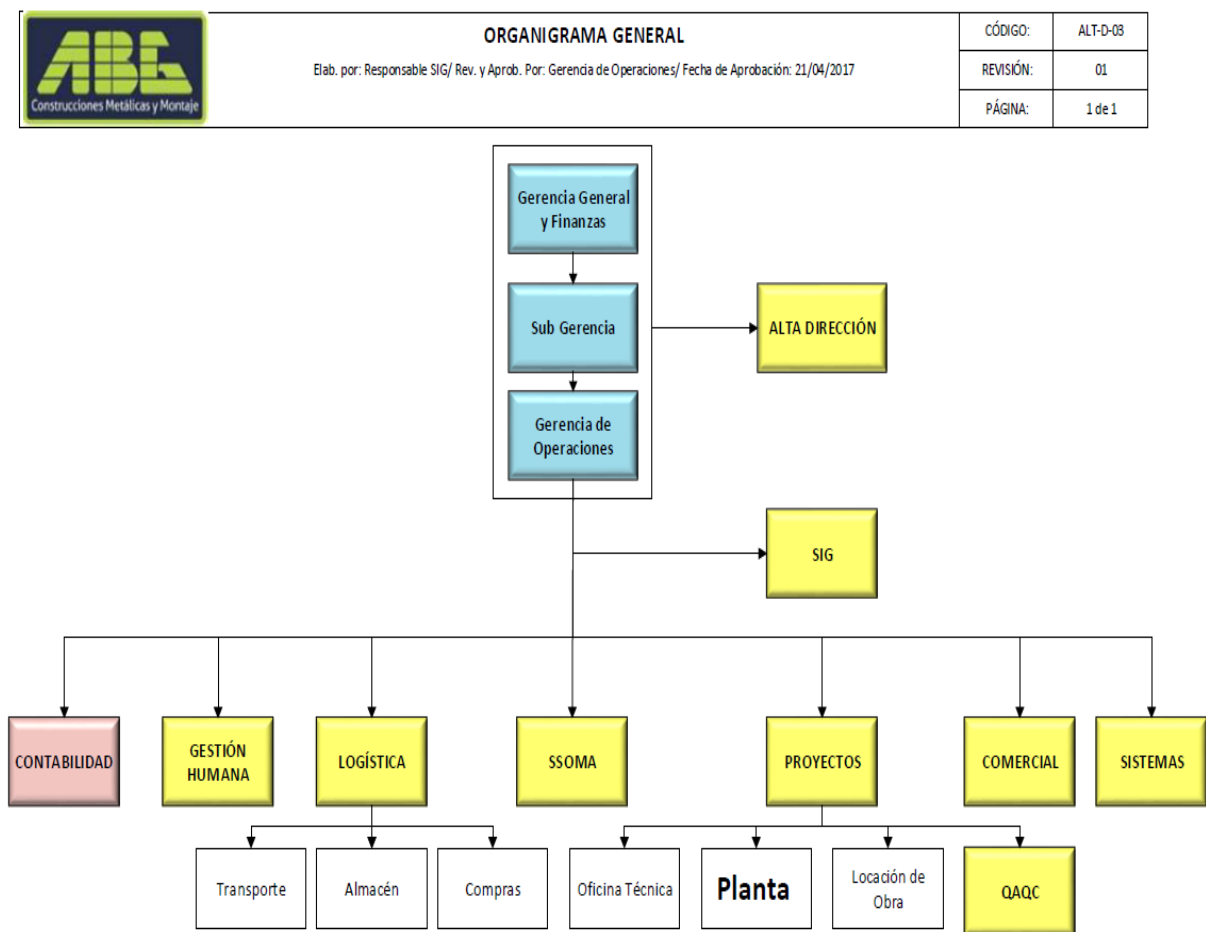 ABG
Construcciones Metálicas y Montaje
ORGANIGRAMA GENERAL
Elab. por: Responsable SIG/ Rev. y Aprob. Por: Gerencia de Operaciones/ Fecha de Aprobación: 21/04/2017
CÓDIGO: ALT-D-03
REVISIÓN: 01
PÁGINA: 1 de 1
Gerencia General
y Finanzas
Sub Gerencia
ALTA DIRECCIÓN
Gerencia de
Operaciones
SIG
CONTABILIDAD
GESTIÓN
HUMANA
LOGÍSTICA
SSOMA
PROYECTOS
COMERCIAL
SISTEMAS
Transporte
Almacén
Compras
Oficina Técnica
Planta
Locación de
Obra
QAQC